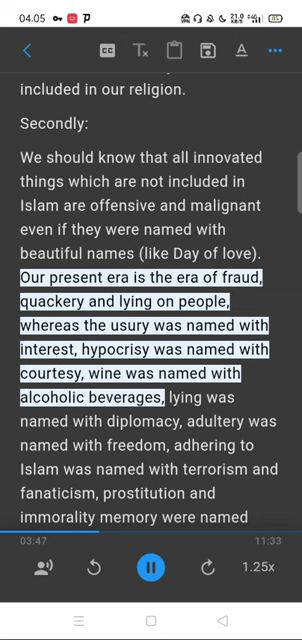 04.05
21.0
KB/S
85
CC
included in our religion.
Secondly:
We should know that all innovated
things which are not included in
Islam are offensive and malignant
even if they were named with
beautiful names (like Day of love).
Our present era is the era of fraud,
quackery and lying on people,
whereas the usury was named with
interest, hypocrisy was named with
courtesy, wine was named with
alcoholic beverages, lying was
named with diplomacy, adultery was
named with freedom, adhering to
Islam was named with terrorism and
fanaticism, prostitution and
immorality memory were named
03:47
11:33
1.25x